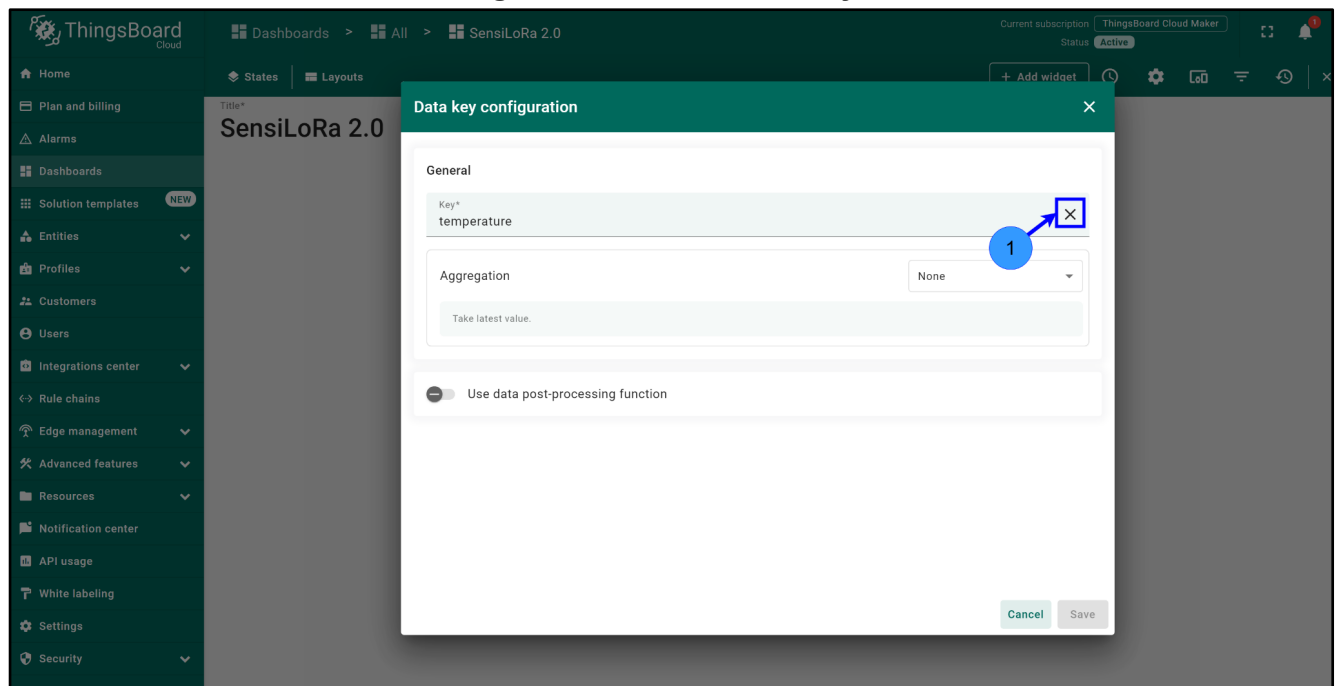 ThingsBoard
Cloud
Dashboards > All > SensiLoRa 2.0
Current subscription ThingsBoard Cloud Maker
Status Active
1
Home
Plan and billing
Alarms
Dashboards
Solution templates NEW
Entities
Profiles
Customers
Users
Integrations center
Rule chains
Edge management
Advanced features
Resources
Notification center
API usage
White labeling
Settings
Security
States Layouts
+ Add widget
Title*
SensiLoRa 2.0
Data key configuration
General
Key*
temperature
1
Aggregation None
Take latest value.
Use data post-processing function
Cancel Save